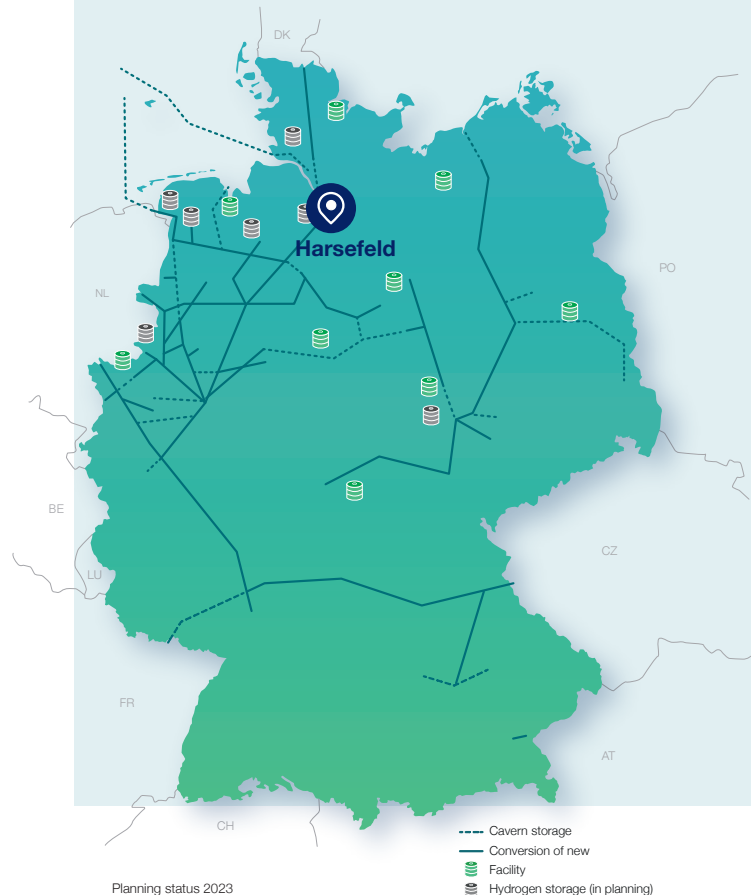 DK
Harsefeld
PO
NL
BE
LU
CZ
FR
AT
CH
Cavern storage
Conversion of new
Facility
Hydrogen storage (in planning)
Planning status 2023